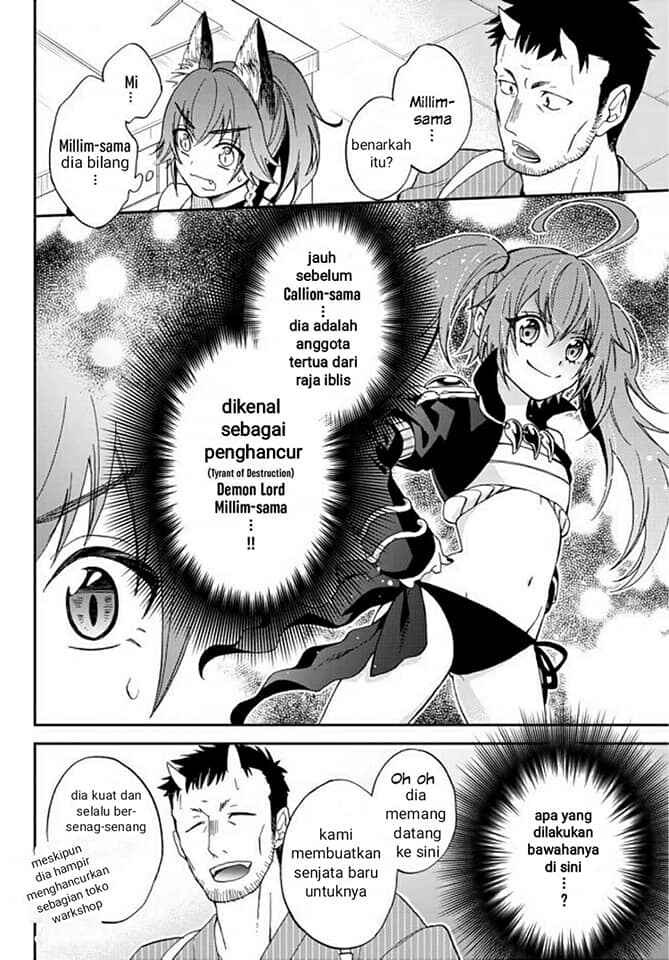 Millim-
sama
⋮
benarkah
itu?
Mi
⋮
Millim-sama
dia bilang
⋮
jauh
sebelum
Callion-sama
⋮
dia adalah
anggota
tertua dari
raja iblis
dikenal
sebagai
penghancur
(Tyrant of Destruction)
Demon Lord
Millim-sama
⋮
!!
apa yang
dilakukan
bawahanya
di sini
⋮
?
Oh oh
dia
memang
datang
ke sini
kami
membuatkan
senjata baru
untuknya
dia kuat dan
selalu ber-
senag-senang
meskipun
dia hampir
menghancurkan
sebagian toko
warkshop